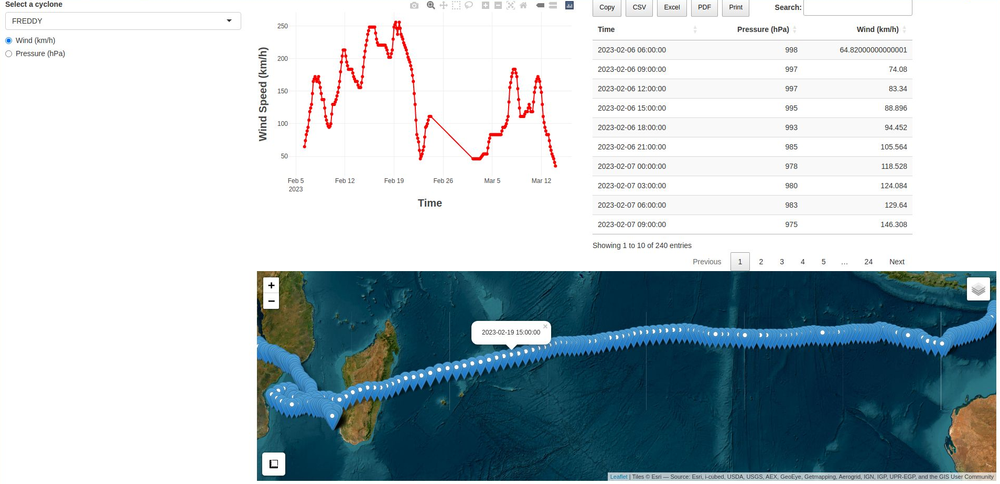 Select a cyclone
FREDDY
Wind (km/h)
Pressure (hPa)
Wind Speed (km/h)
250
200
150
100
50
Feb 5
2023
Feb 12
Feb 19
Feb 26
Mar 5
Mar 12
Time
Copy
CSV
Excel
PDF
Print
Search:
Time Pressure (hPa) Wind (km/h)
2023-02-06 06:00:00 998 64.82000000000001
2023-02-06 09:00:00 997 74.08
2023-02-06 12:00:00 997 83.34
2023-02-06 15:00:00 995 88.896
2023-02-06 18:00:00 993 94.452
2023-02-06 21:00:00 985 105.564
2023-02-07 00:00:00 978 118.528
2023-02-07 03:00:00 980 124.084
2023-02-07 06:00:00 983 129.64
2023-02-07 09:00:00 975 146.308
Showing 1 to 10 of 240 entries
Previous 1 2 3 4 5 … 24 Next
+
−
2023-02-19 15:00:00
×
Leaflet | Tiles © Esri — Source: Esri, i-cubed, USDA, USGS, AEX, GeoEye, Getmapping, Aerogrid, IGN, IGP, UPR-EGP, and the GIS User Community